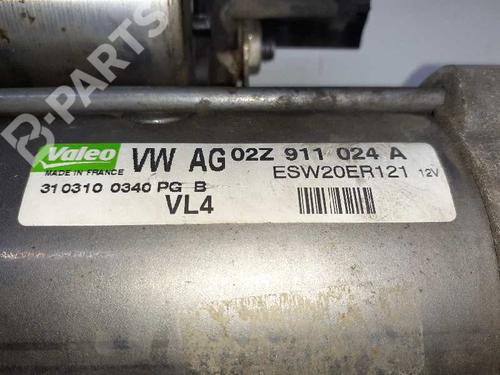 B-PARTS
Valeo VW AG 02Z 911 024 A
MADE IN FRANCE ESW20ER121 12V
310310 0340 PG B
VL4